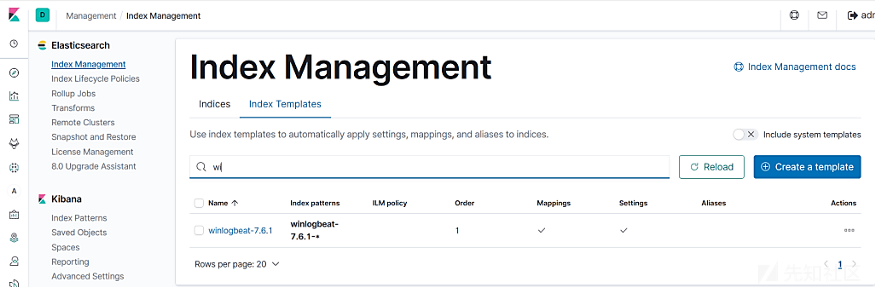 D Management / Index Management adm
Elasticsearch
Index Management
Index Lifecycle Policies
Rollup Jobs
Transforms
Remote Clusters
Snapshot and Restore
License Management
8.0 Upgrade Assistant
Kibana
Index Patterns
Saved Objects
Spaces
Reporting
Advanced Settings
Index Management
Index Management docs
Indices Index Templates
Use index templates to automatically apply settings, mappings, and aliases to indices.
Include system templates
wi
Reload
Create a template
Name Index patterns ILM policy Order Mappings Settings Aliases Actions
winlogbeat-7.6.1 winlogbeat-7.6.1-* 1
Rows per page: 20
1
先知社区